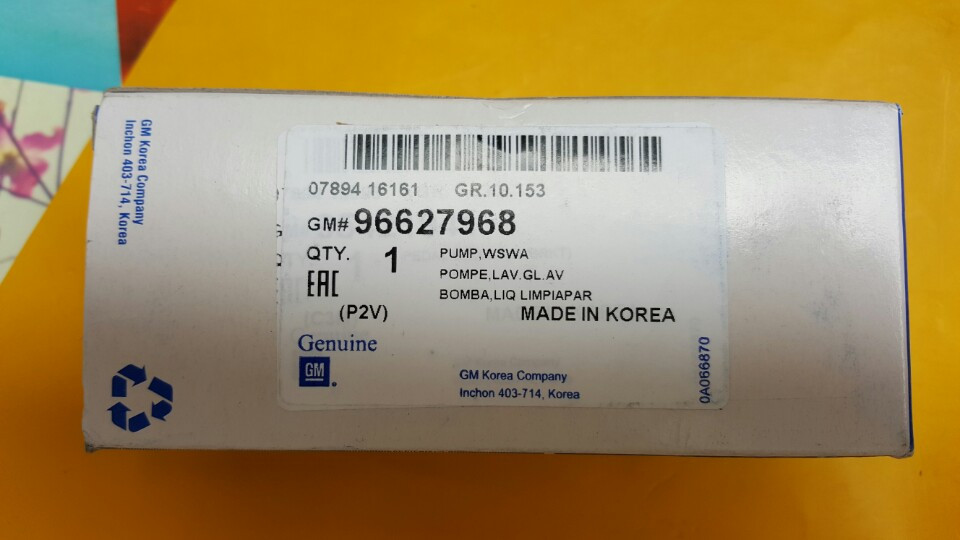 GM Korea Company
Inchon 403-714, Korea
07894 16161 GR.10.153
GM# 96627968
QTY. 1 PUMP,WSWA
POMPE,LAV.GL.AV
EAC BOMBA,LIQ LIMPIAPAR
(P2V) MADE IN KOREA
Genuine
GM
GM Korea Company
Inchon 403-714, Korea
0A066870